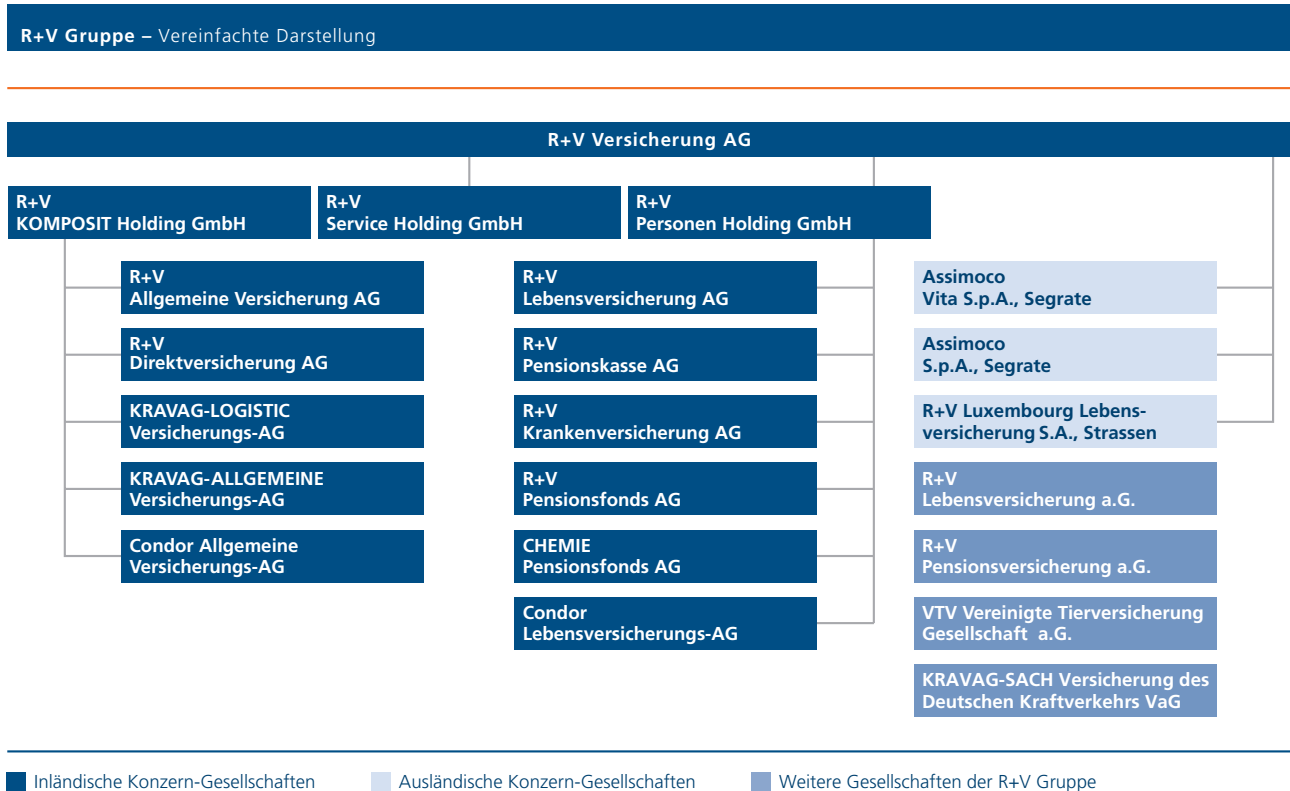 R+V Gruppe – Vereinfachte Darstellung
R+V Versicherung AG
R+V
KOMPOSIT Holding GmbH
R+V
Service Holding GmbH
R+V
Personen Holding GmbH
R+V
Allgemeine Versicherung AG
R+V
Direktversicherung AG
KRAVAG-LOGISTIC
Versicherungs-AG
KRAVAG-ALLGEMEINE
Versicherungs-AG
Condor Allgemeine
Versicherungs-AG
R+V
Lebensversicherung AG
R+V
Pensionskasse AG
R+V
Krankenversicherung AG
R+V
Pensionsfonds AG
CHEMIE
Pensionsfonds AG
Condor
Lebensversicherungs-AG
Assimoco
Vita S.p.A., Segrate
Assimoco
S.p.A., Segrate
R+V Luxembourg Lebens-
versicherung S.A., Strassen
R+V
Lebensversicherung a.G.
R+V
Pensionsversicherung a.G.
VTV Vereinigte Tierversicherung
Gesellschaft a.G.
KRAVAG-SACH Versicherung des
Deutschen Kraftverkehrs VaG
Inländische Konzern-Gesellschaften
Ausländische Konzern-Gesellschaften
Weitere Gesellschaften der R+V Gruppe